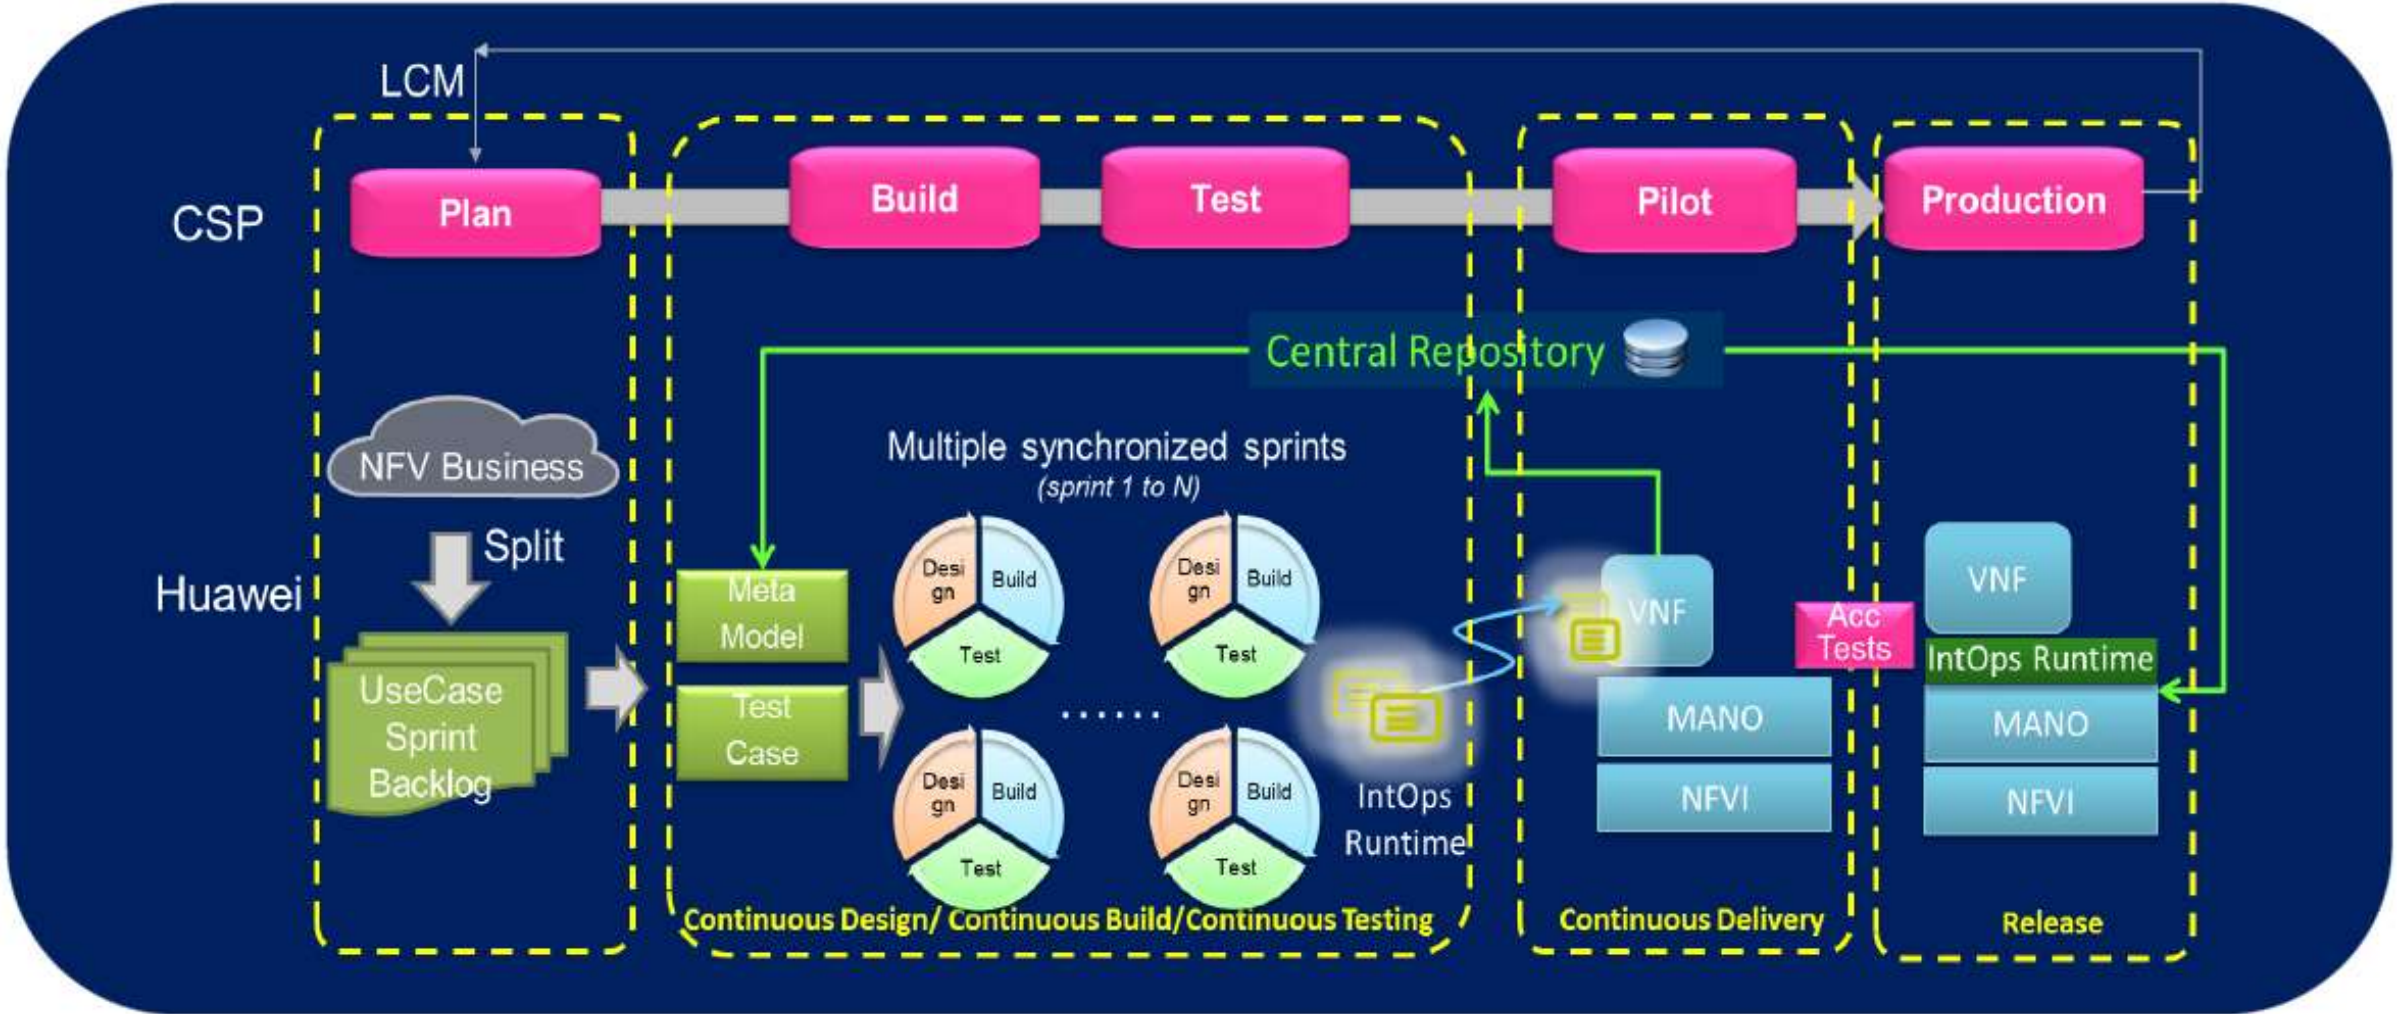 LCM
CSP
Plan
Build
Test
Pilot
Production
Central Repository
NFV Business
Split
Huawei
UseCase
Sprint
Backlog
Meta
Model
Test
Case
Multiple synchronized sprints
(sprint 1 to N)
Desi
gn
Build
Test
Desi
gn
Build
Test
......
Desi
gn
Build
Test
Desi
gn
Build
Test
IntOps
Runtime
Continuous Design/ Continuous Build/Continuous Testing
VNF
MANO
NFVI
Continuous Delivery
Acc
Tests
VNF
IntOps Runtime
MANO
NFVI
Release